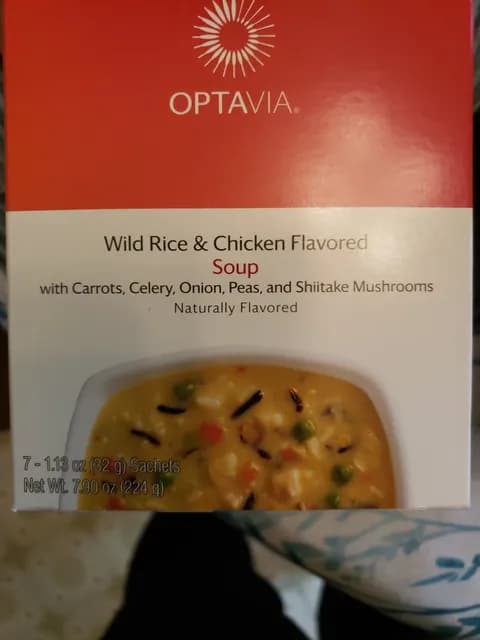 OPTAVIA®
Wild Rice & Chicken Flavored
Soup
with Carrots, Celery, Onion, Peas, and Shiitake Mushrooms
Naturally Flavored
7 - 1.13 oz (32 g) Sachets
Net Wt. 7.90 oz (224 g)